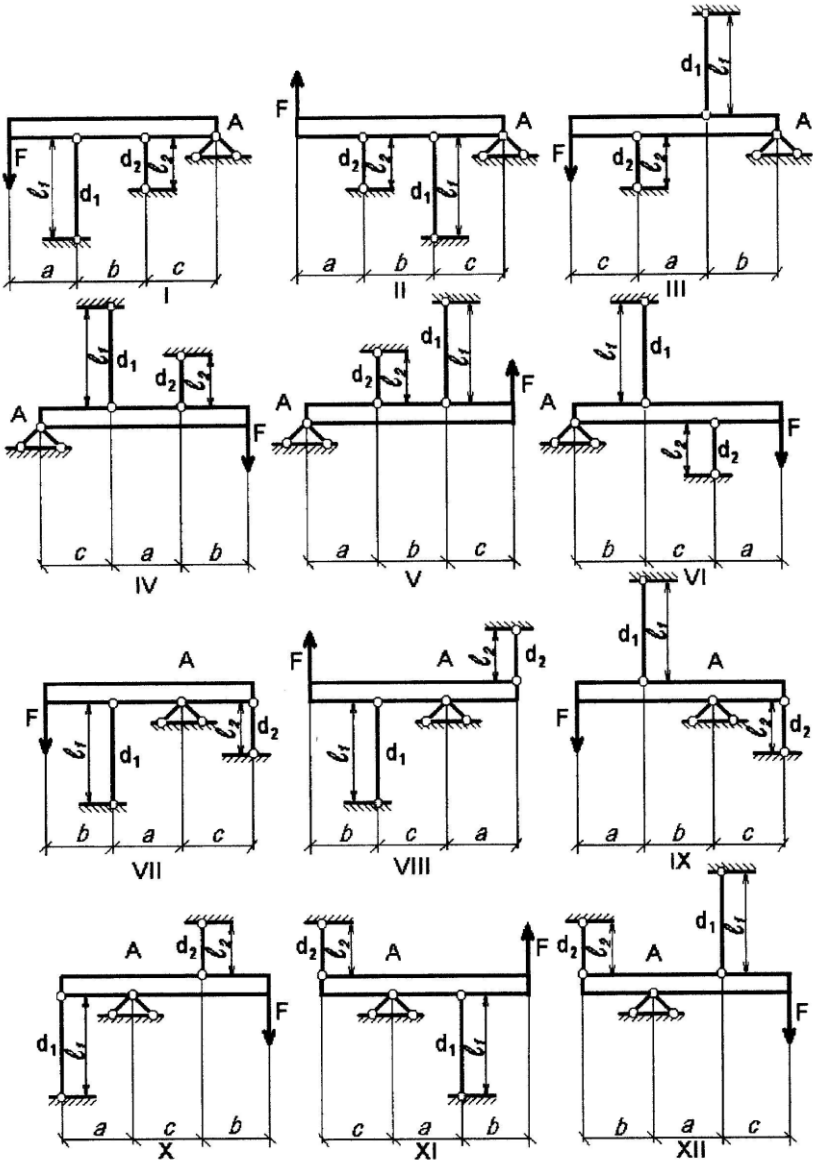 F ℓ₁ d₁ d₂ ℓ₂ A
a b c
I
F d₂ ℓ₂ d₁ ℓ₁ A
a b c
II
d₁ ℓ₁ F d₂ ℓ₂ A
c a b
III
A ℓ₁ d₁ d₂ ℓ₂ F
c a b
IV
A d₂ ℓ₂ d₁ ℓ₁ F
a b c
V
A ℓ₁ d₁ ℓ₂ d₂ F
b c a
VI
F ℓ₁ d₁ A ℓ₂ d₂
b a c
VII
F ℓ₁ d₁ A ℓ₂ d₂
b c a
VIII
F d₁ ℓ₁ A ℓ₂ d₂
a b c
IX
d₁ ℓ₁ A d₂ ℓ₂ F
a c b
X
d₂ ℓ₂ A d₁ ℓ₁ F
c a b
XI
d₂ ℓ₂ A d₁ ℓ₁ F
b a c
XII